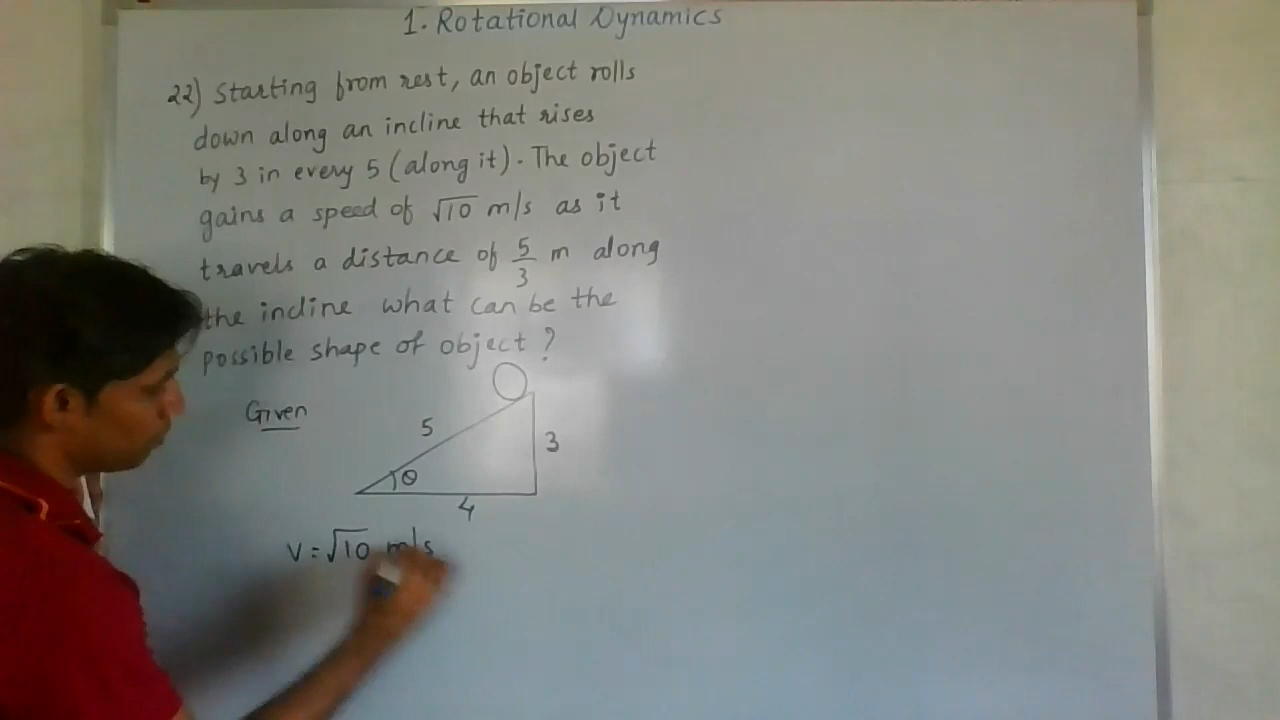 1. Rotational Dynamics
22) Starting from rest, an object rolls
down along an incline that rises
by 3 in every 5 (along it). The object
gains a speed of √10 m/s as it
travels a distance of 5/3 m along
the incline what can be the
possible shape of object ?
Given
5
3
θ
4
V = √10 m/s